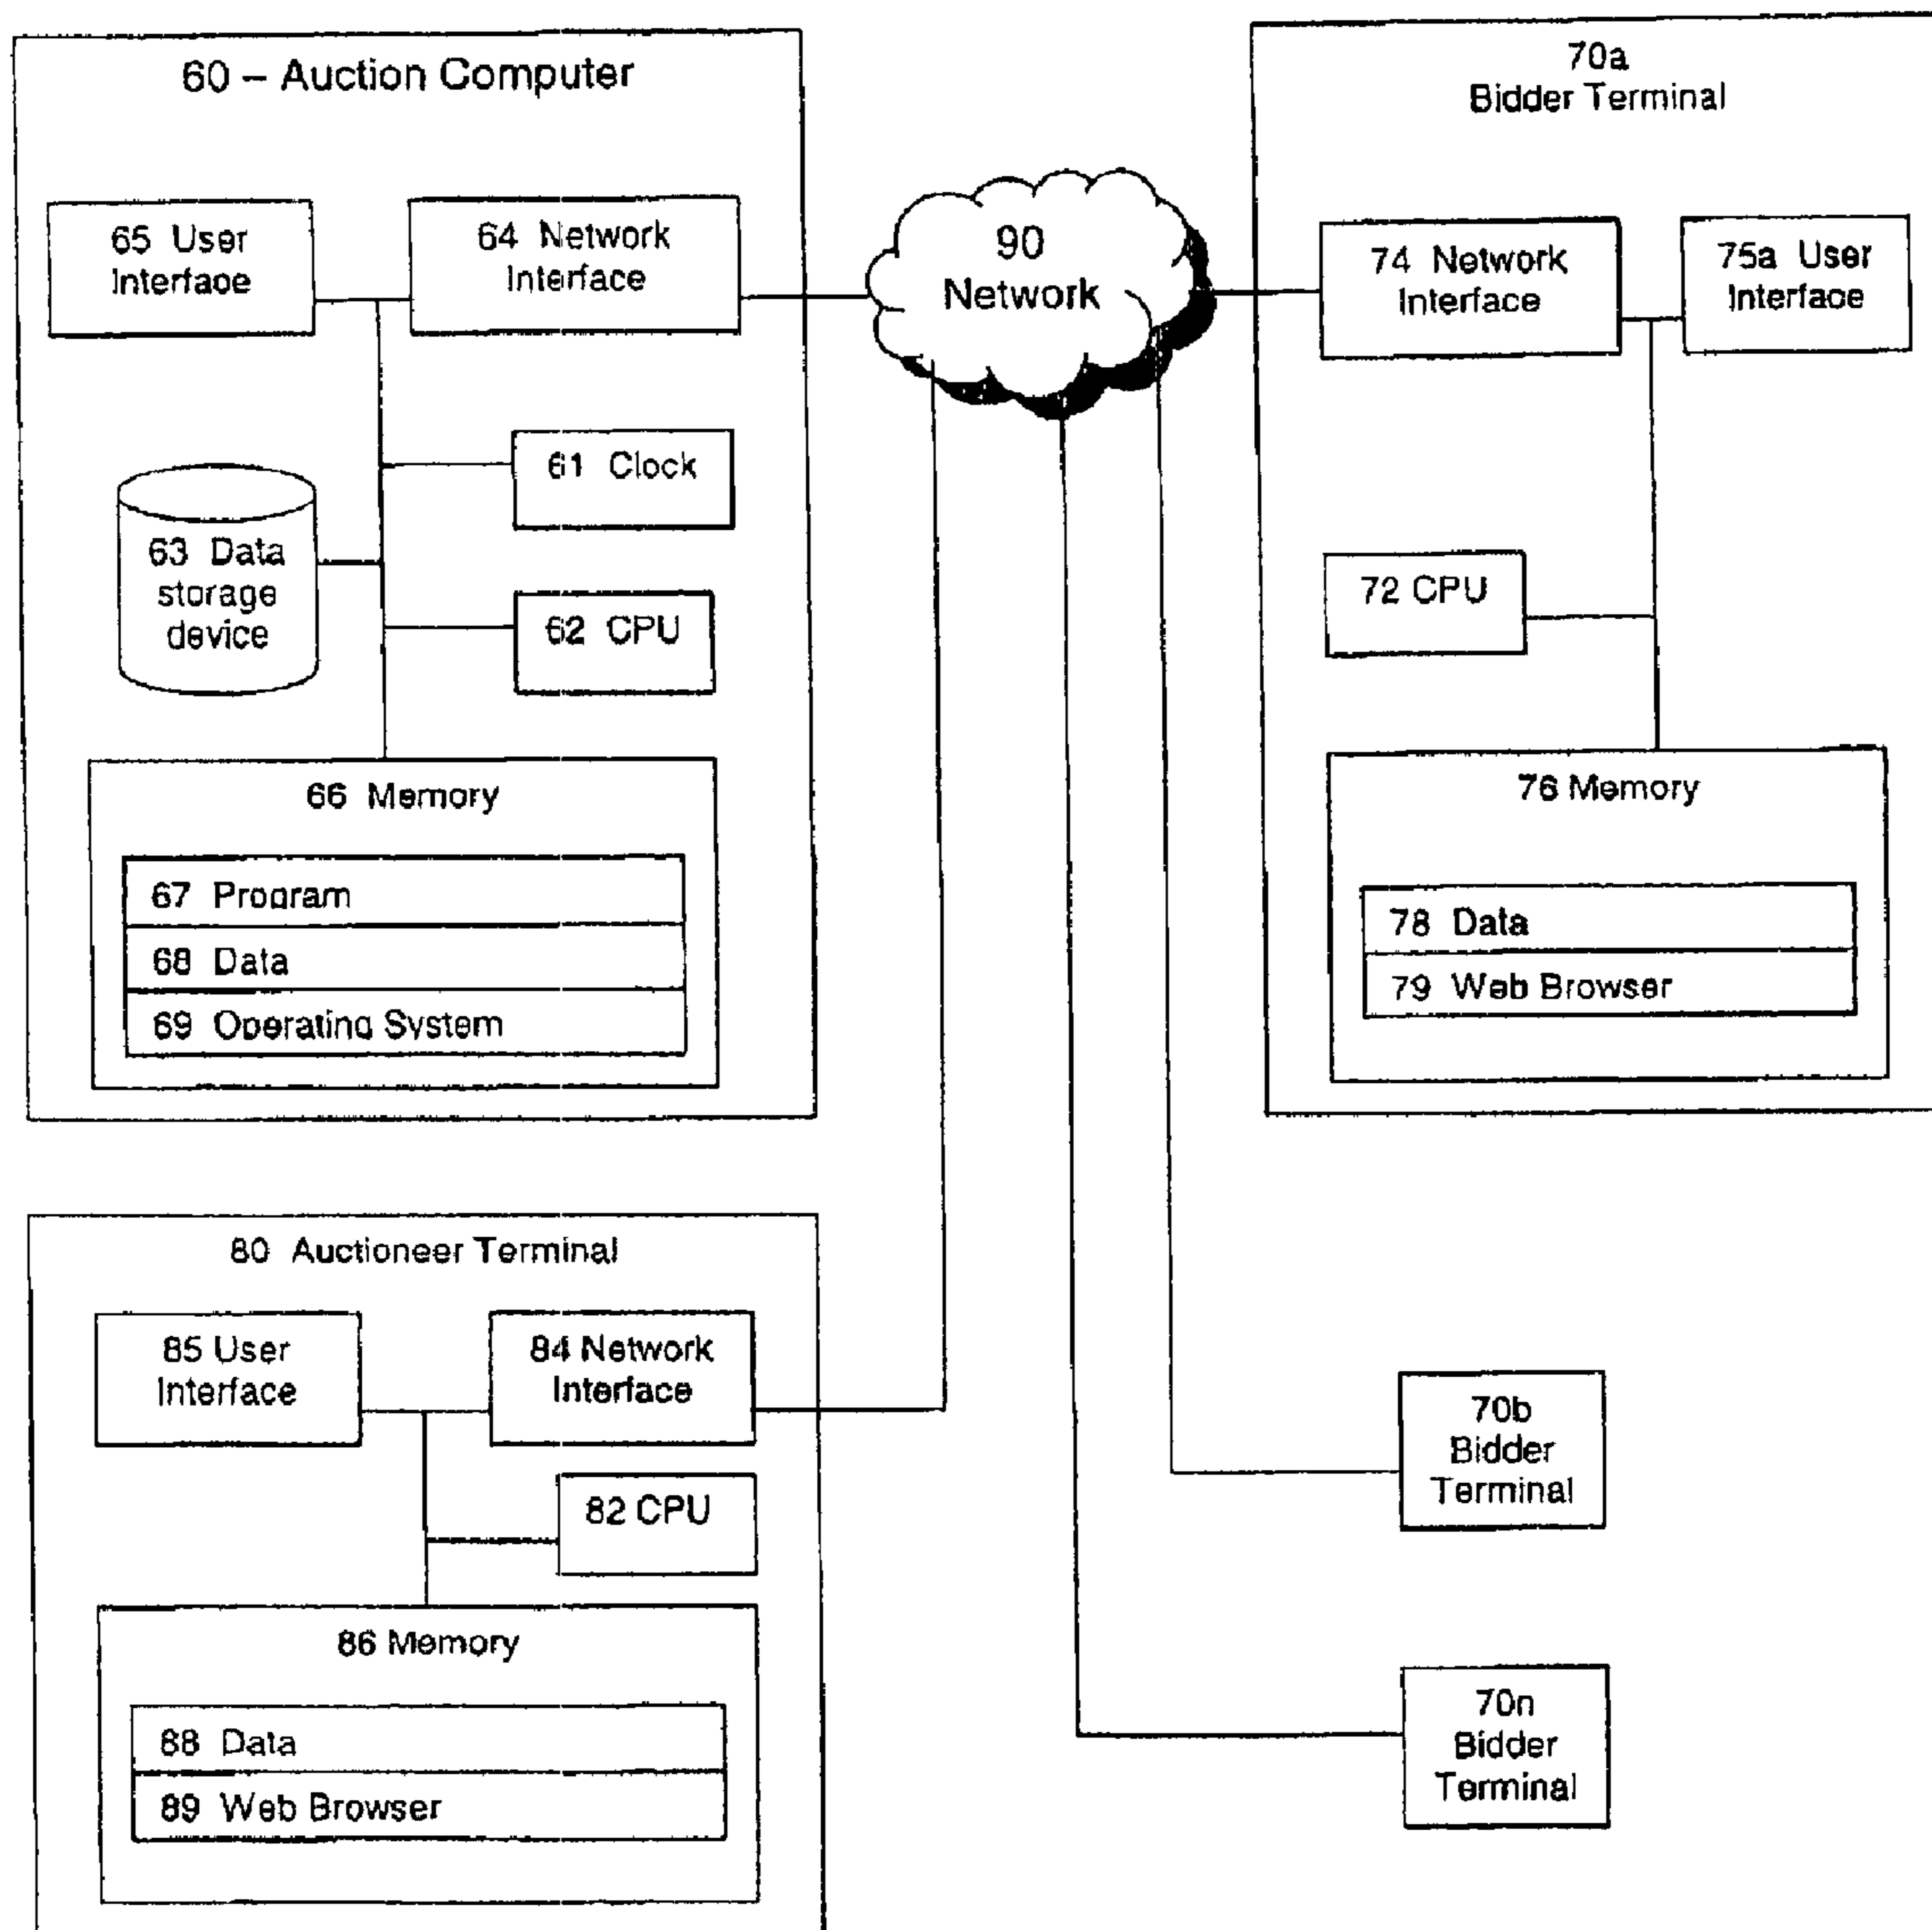 60 – Auction Computer
65 User
Interface
64 Network
Interface
61 Clock
63 Data
storage
device
62 CPU
66 Memory
67 Program
68 Data
69 Operating System
90
Network
70a
Bidder Terminal
74 Network
Interface
75a User
Interface
72 CPU
76 Memory
78 Data
79 Web Browser
80 Auctioneer Terminal
85 User
Interface
84 Network
Interface
82 CPU
86 Memory
88 Data
89 Web Browser
70b
Bidder
Terminal
70n
Bidder
Terminal